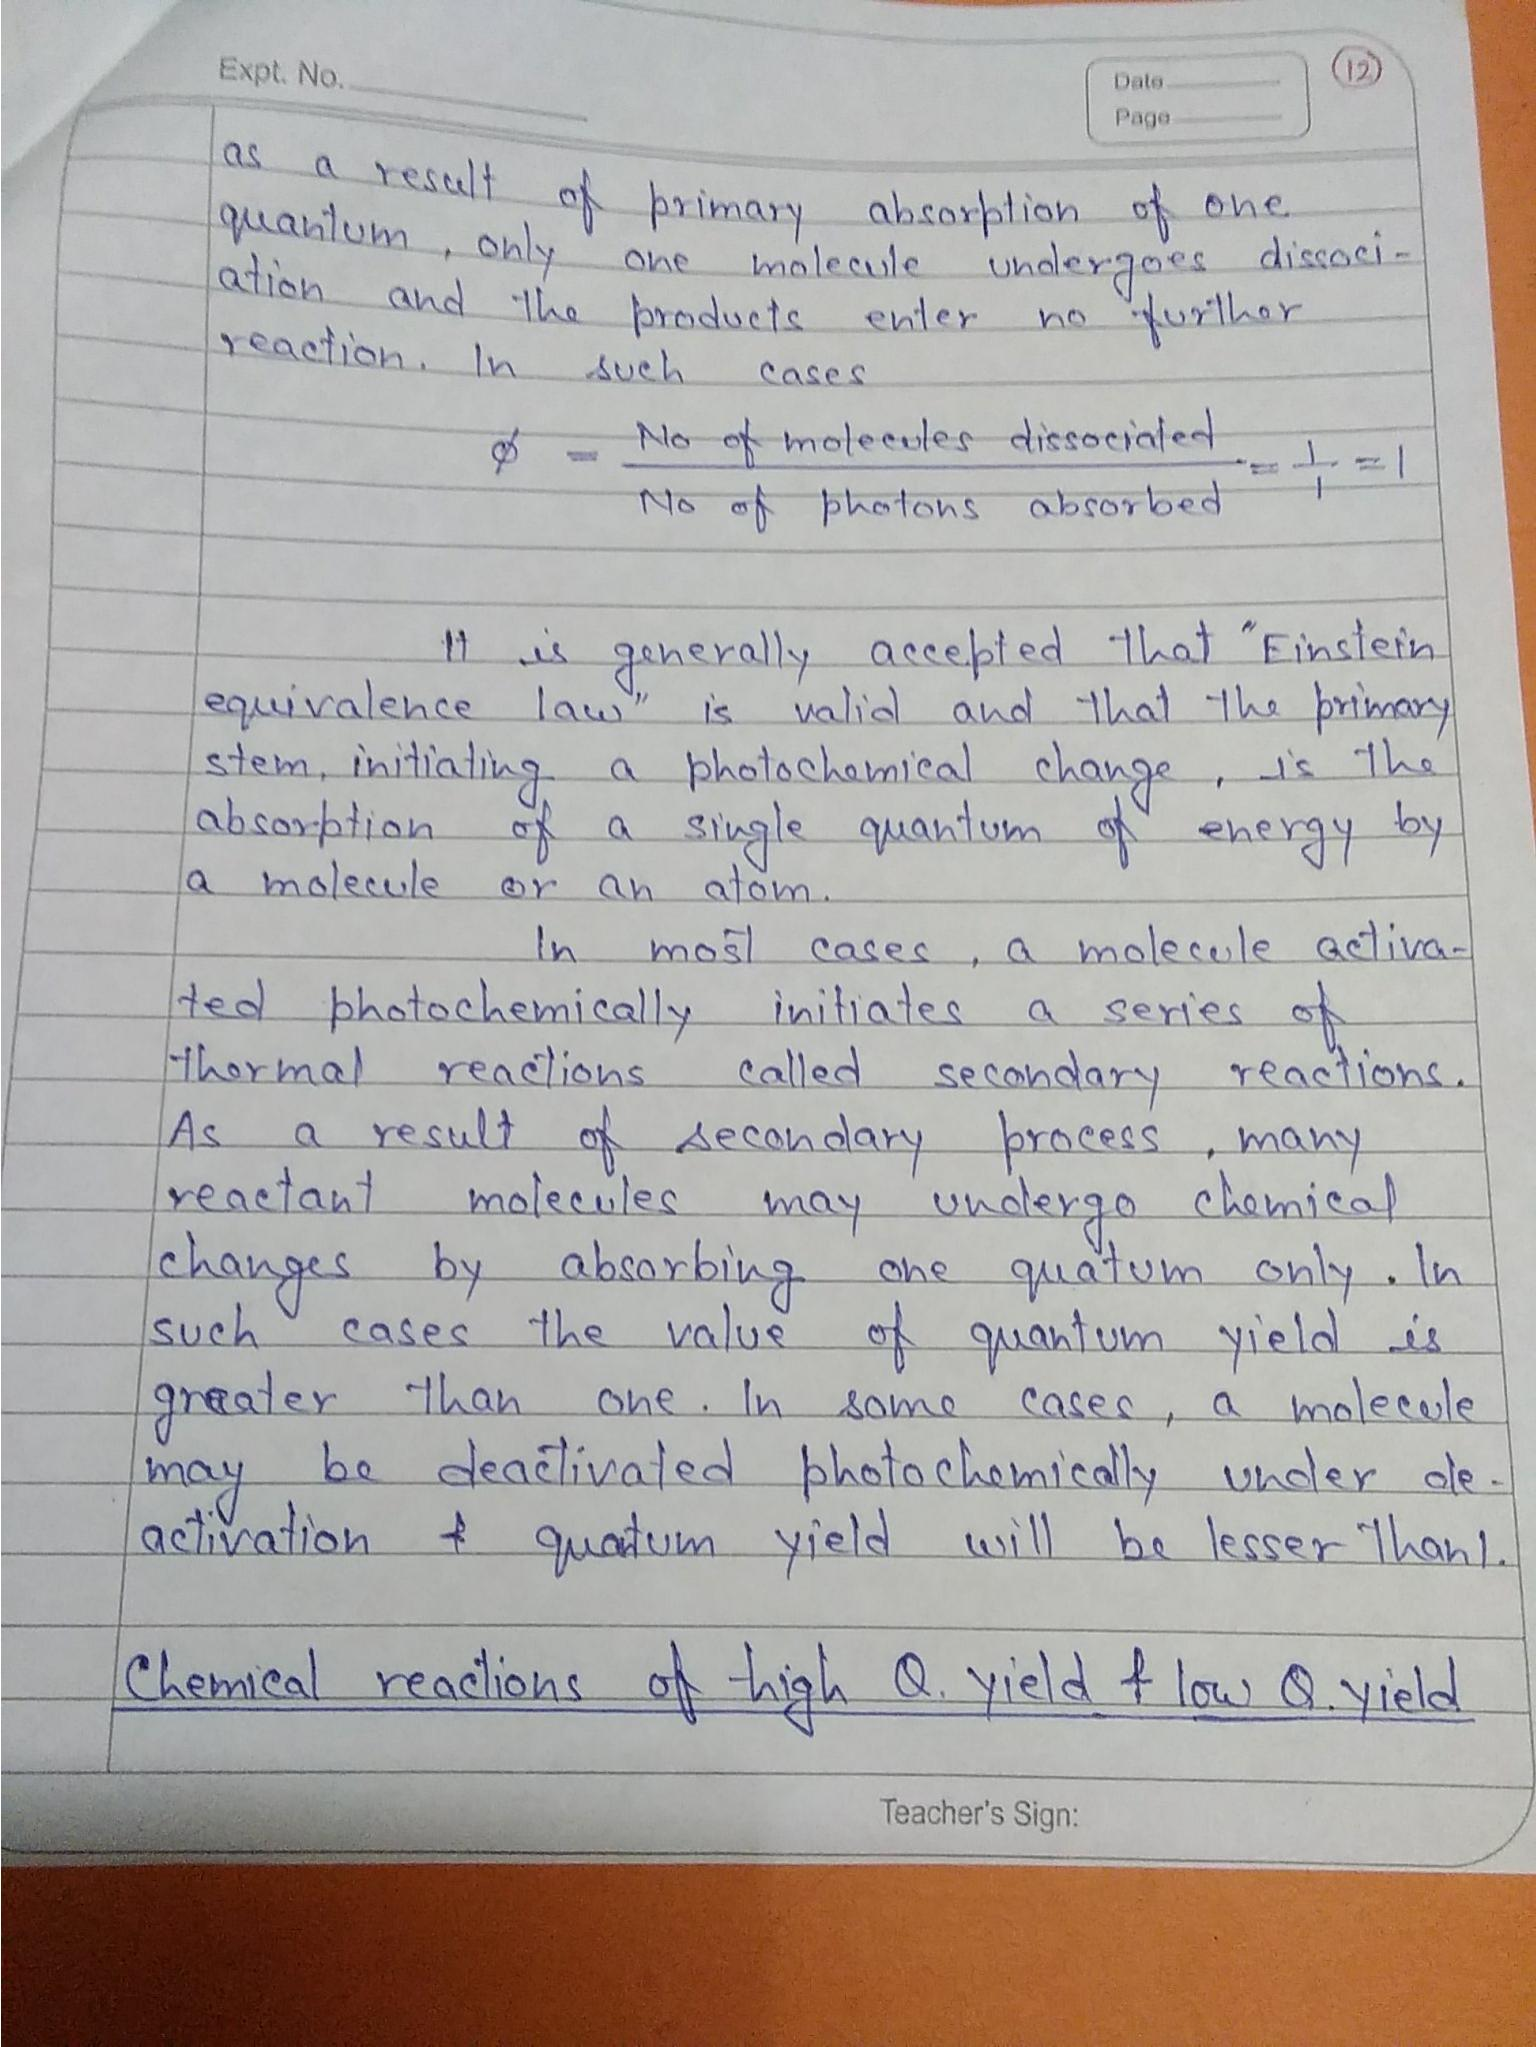 Expt. No.
Date
Page
12
as a result of primary absorption of one
quantum, only one molecule undergoes dissoci-
ation and the products enter no further
reaction. In such cases
ø = No of molecules dissociated / No of photons absorbed = 1/1 = 1
It is generally accepted that "Einstein
equivalence law" is valid and that the primary
stem, initiating a photochemical change, is the
absorption of a single quantum of energy by
a molecule or an atom.
In most cases, a molecule activa-
ted photochemically initiates a series of
thermal reactions called secondary reactions.
As a result of secondary process, many
reactant molecules may undergo chemical
changes by absorbing one quatum only. In
such cases the value of quantum yield is
greater than one. In some cases, a molecule
may be deactivated photochemically under de-
activation & quatum yield will be lesser than 1.
Chemical reactions of high Q. yield & low Q. yield
Teacher's Sign: